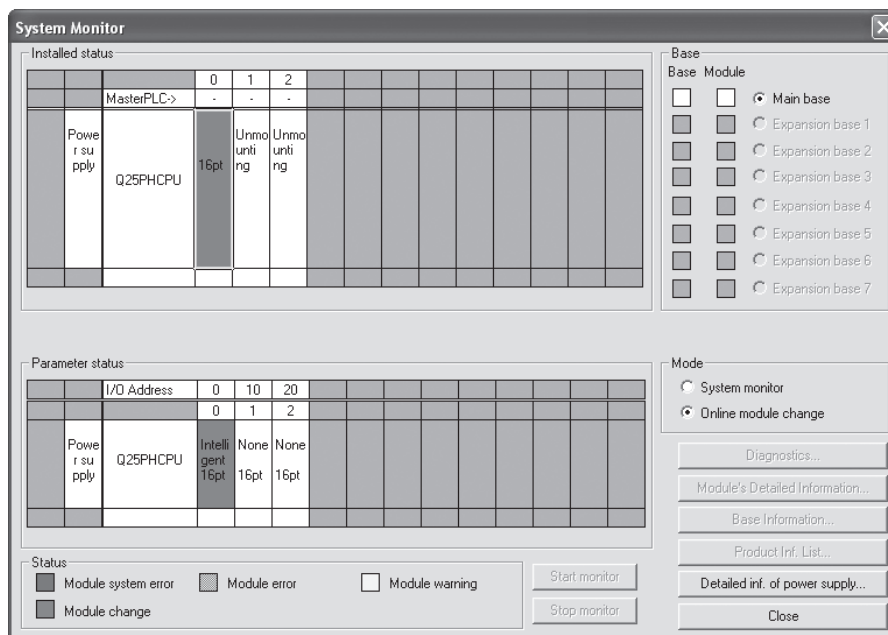 System Monitor
Installed status
0 1 2
MasterPLC-> - - -
Powe
r su
pply
Q25PHCPU
16pt
Unmo
unti
ng
Unmo
unti
ng
Base
Base Module
Main base
Expansion base 1
Expansion base 2
Expansion base 3
Expansion base 4
Expansion base 5
Expansion base 6
Expansion base 7
Parameter status
I/O Address 0 10 20
0 1 2
Powe
r su
pply
Q25PHCPU
Intelli
gent
16pt
None
16pt
None
16pt
Mode
System monitor
Online module change
Diagnostics...
Module's Detailed Information...
Base Information...
Product Inf. List...
Detailed inf. of power supply...
Close
Status
Module system error
Module error
Module warning
Module change
Start monitor
Stop monitor